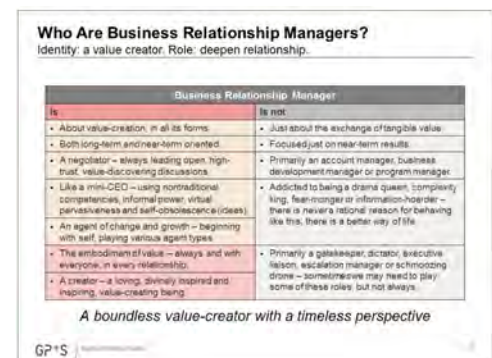 Who Are Business Relationship Managers?
Identity: a value creator. Role: deepen relationship.
Business Relationship Manager
Is
Is not
• About value-creation, in all its forms.
• Just about the exchange of tangible value.
• Both long-term and near-term oriented.
• Focused just on near-term results.
• A negotiator – always leading open, high-
trust, value-discovering discussions.
• Primarily an account manager, business
development manager or program manager.
• Like a mini-CEO – using nontraditional
competencies, informal power, virtual
pervasiveness and self-obsolescence (ideas).
• Addicted to being a drama queen, complexity
king, fear-monger or information-hoarder –
there is never a rational reason for behaving
like this, there is a better way of life.
• An agent of change and growth – beginning
with self, playing various agent types.
• The embodiment of value – always and with
everyone, in every relationship.
• Primarily a gatekeeper, dictator, executive
liaison, escalation manager or schmoozing
drone – sometimes we may need to play
some of these roles, but not always.
• A creator – a loving, divinely inspired and
inspiring, value-creating being.
A boundless value-creator with a timeless perspective
GP*S